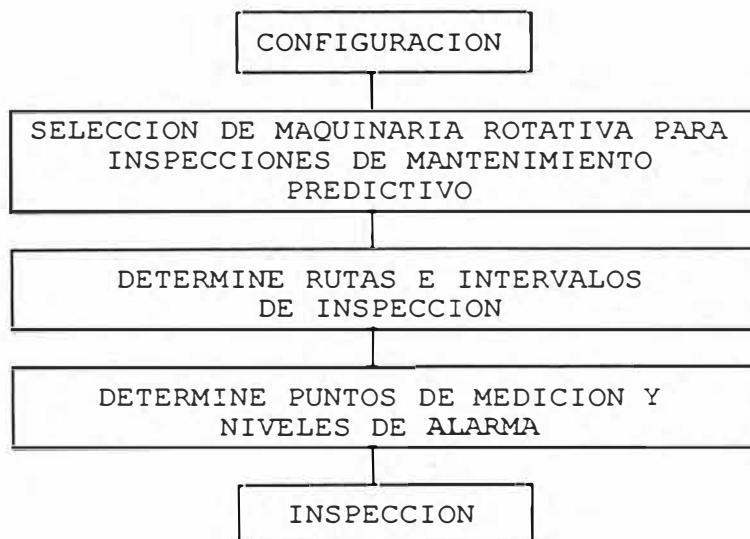 CONFIGURACION
SELECCION DE MAQUINARIA ROTATIVA PARA
INSPECCIONES DE MANTENIMIENTO
PREDICTIVO
DETERMINE RUTAS E INTERVALOS
DE INSPECCION
DETERMINE PUNTOS DE MEDICION Y
NIVELES DE ALARMA
INSPECCION